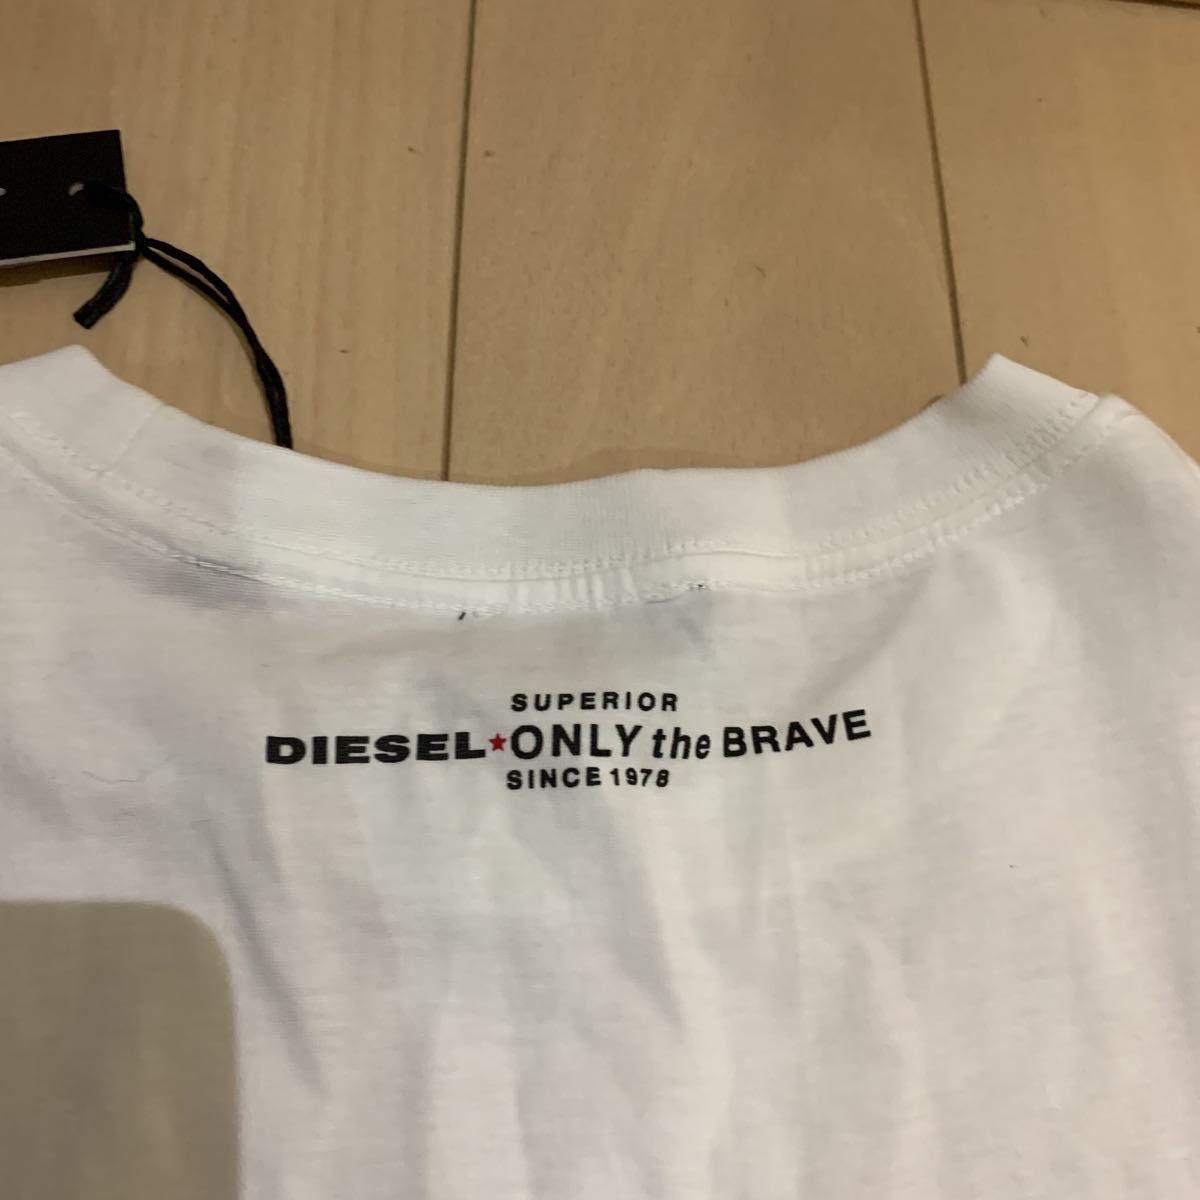 SUPERIOR
DIESEL★ONLY the BRAVE
SINCE 1978